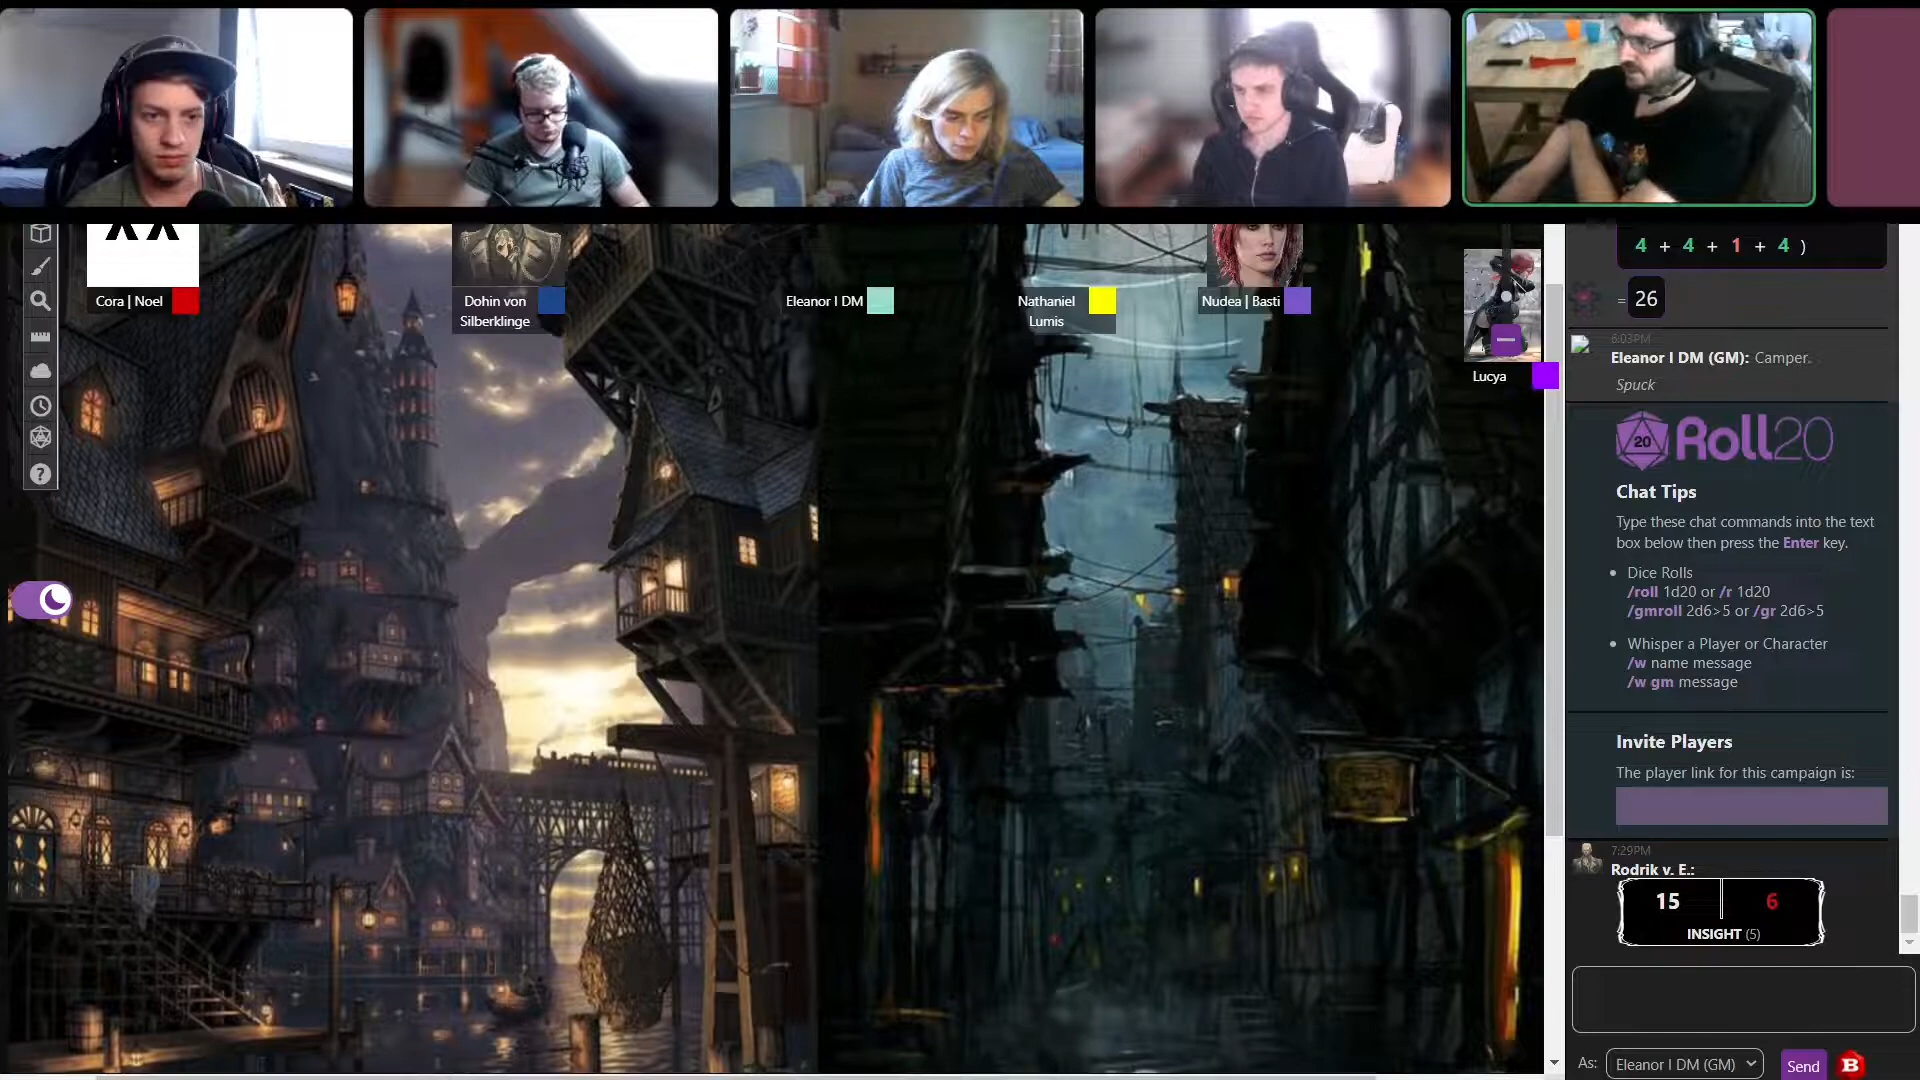 Cora | Noel
Dohin von
Silberklinge
Eleanor I DM
Nathaniel
Lumis
Nudea | Basti
Lucya
4 + 4 + 1 + 4 )
= 26
6:03PM
Eleanor I DM (GM): Camper.
Spuck
20 Roll20
Chat Tips
Type these chat commands into the text
box below then press the Enter key.
• Dice Rolls
/roll 1d20 or /r 1d20
/gmroll 2d6>5 or /gr 2d6>5
• Whisper a Player or Character
/w name message
/w gm message
Invite Players
The player link for this campaign is:
7:29PM
Rodrik v. E.:
15 6
INSIGHT (5)
As: Eleanor I DM (GM) Send B